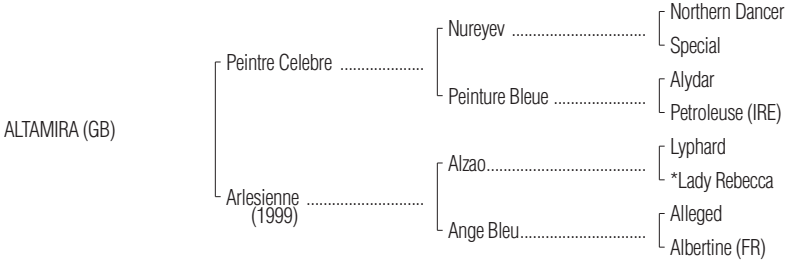 Northern Dancer
Nureyev ................................
Special
Peintre Celebre ....................
Alydar
Peinture Bleue ......................
Petroleuse (IRE)
ALTAMIRA (GB)
Lyphard
Alzao......................................
*Lady Rebecca
Arlesienne ............................
(1999)
Alleged
Ange Bleu..............................
Albertine (FR)